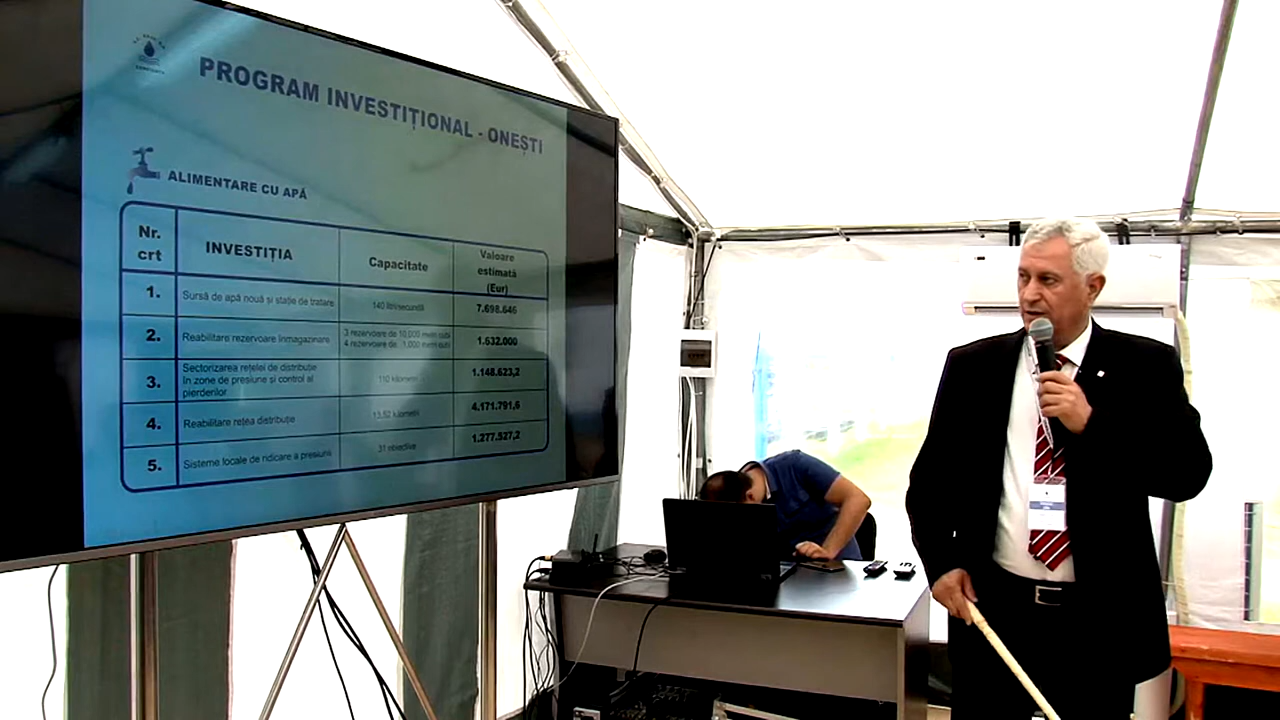 PROGRAM INVESTIȚIONAL - ONEȘTI
ALIMENTARE CU APĂ
Nr. crt
INVESTIȚIA
Capacitate
Valoare estimată (Eur)
1. Sursă de apă nouă și stație de tratare 140 litri/secundă 7.698.646
2. Reabilitare rezervoare înmagazinare 3 rezervoare de 10.000 metri cubi 1.632.000
4 rezervoare de 1.000 metri cubi
3. Sectorizarea rețelei de distribuție 110 kilometri 1.148.623,2
în zone de presiune și control al
pierderilor
4. Reabilitare rețea distribuție 13,52 kilometri 4.171.791,6
5. Sisteme locale de ridicare a presiunii 31 obiective 1.277.527,2